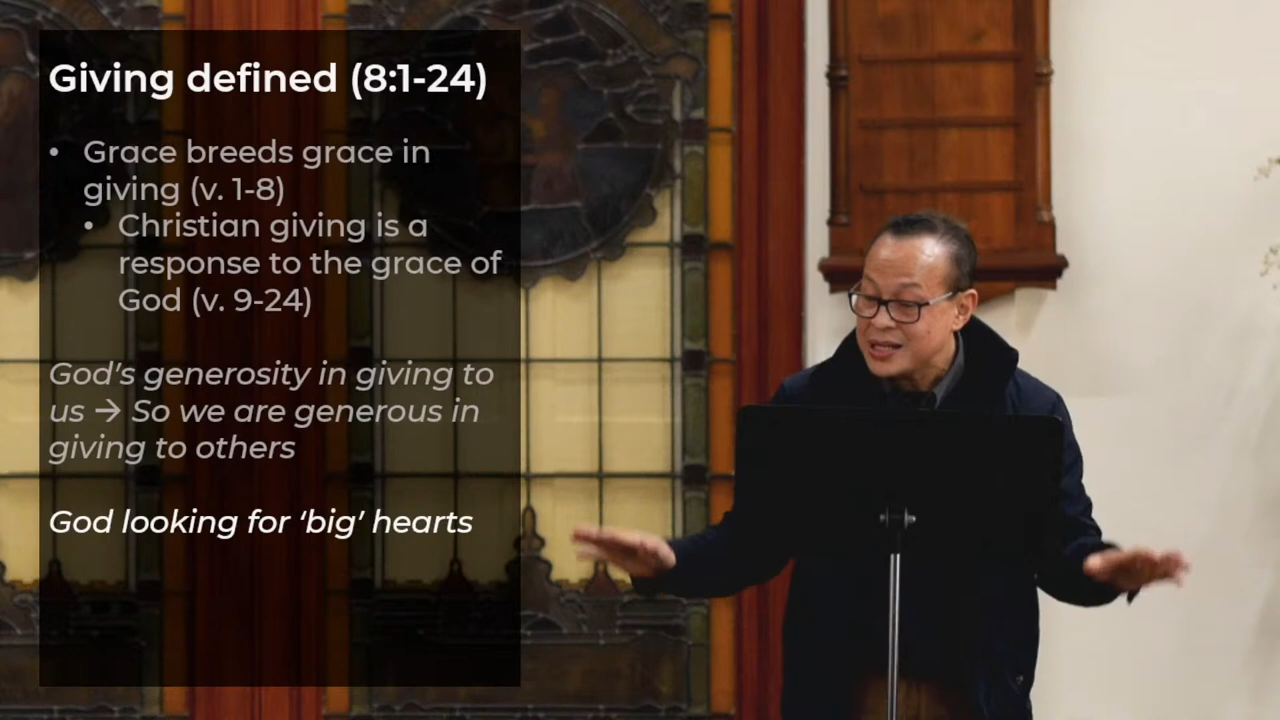 Giving defined (8:1-24)
• Grace breeds grace in
giving (v. 1-8)
• Christian giving is a
response to the grace of
God (v. 9-24)
God's generosity in giving to
us → So we are generous in
giving to others
God looking for ‘big’ hearts